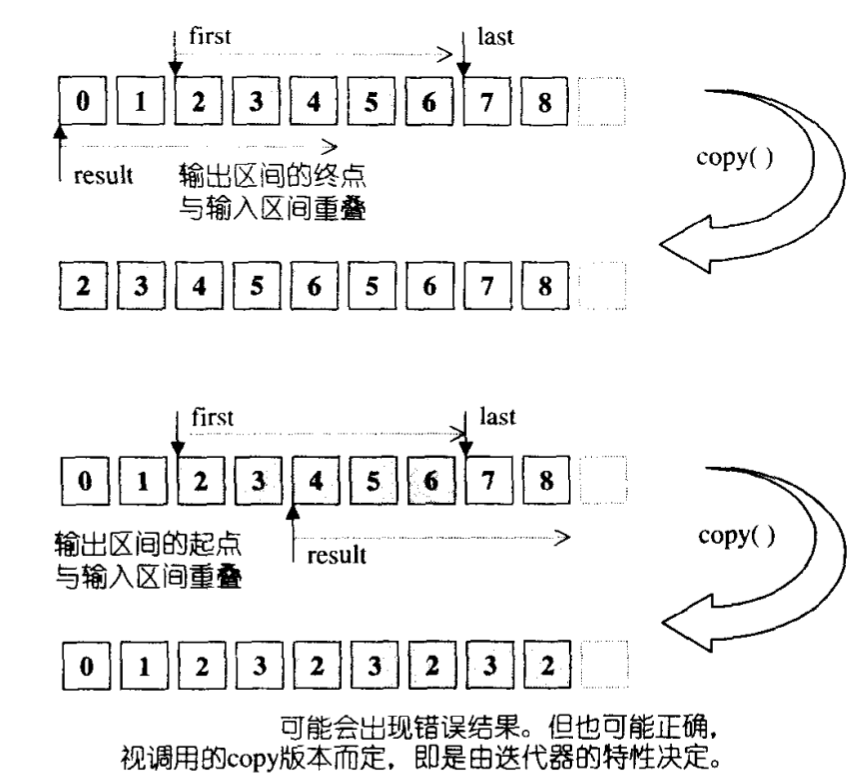 first last
0 1 2 3 4 5 6 7 8
result
输出区间的终点
与输入区间重叠
copy( )
2 3 4 5 6 5 6 7 8
first last
0 1 2 3 4 5 6 7 8
输出区间的起点
与输入区间重叠
result
copy( )
0 1 2 3 2 3 2 3 2
可能会出现错误结果。但也可能正确,
视调用的copy版本而定，即是由迭代器的特性决定。